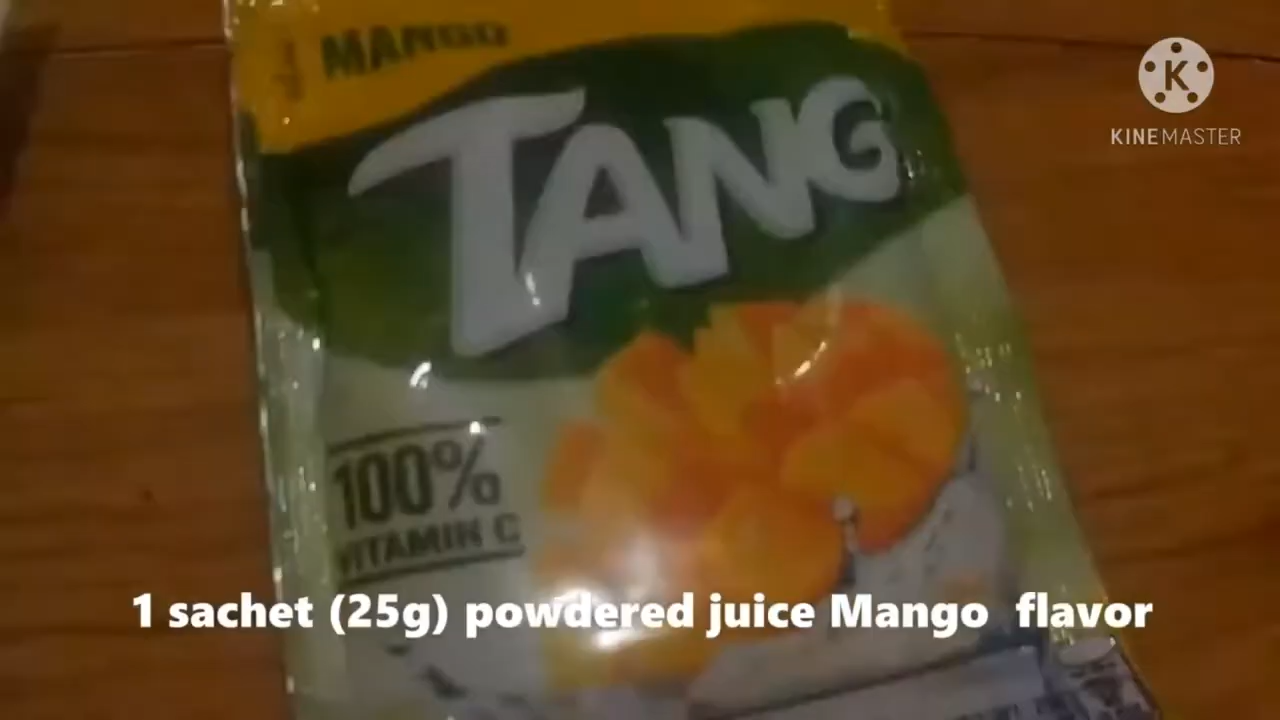 MANGO
TANG
100%
VITAMIN C
1 sachet (25g) powdered juice Mango  flavor
KINEMASTER